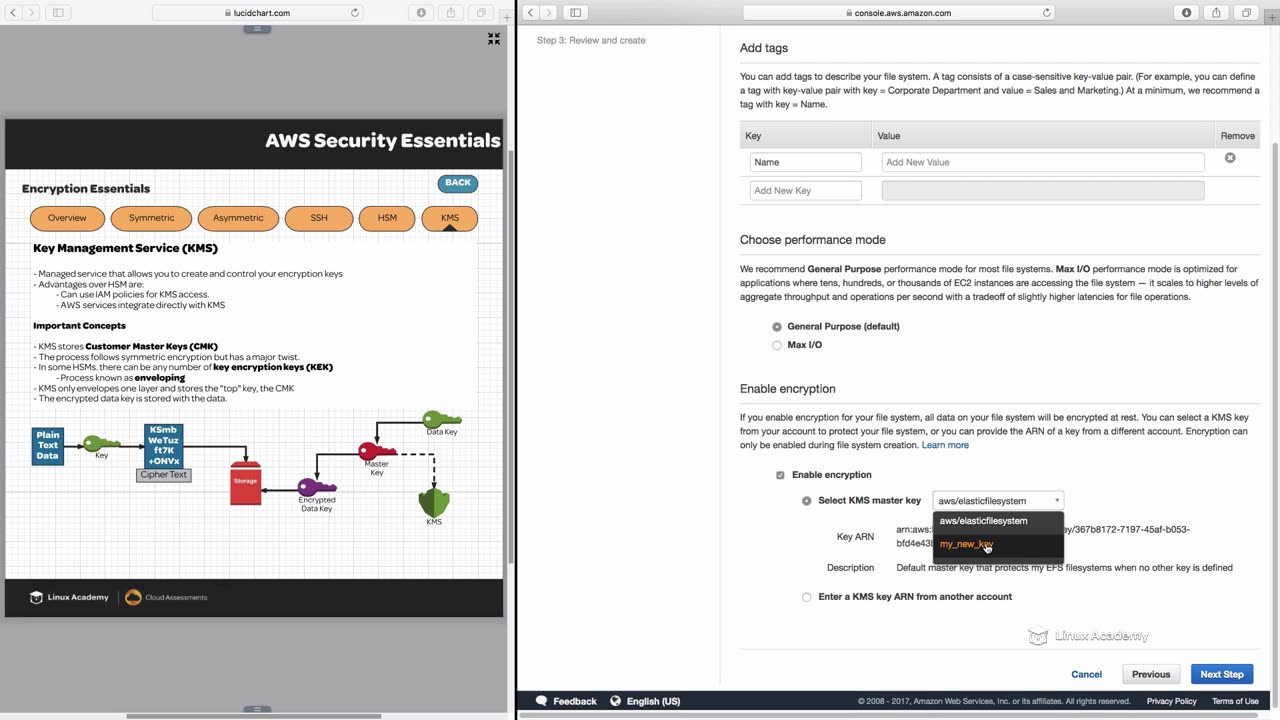 lucidchart.com
console.aws.amazon.com
AWS Security Essentials
Encryption Essentials
BACK
Overview
Symmetric
Asymmetric
SSH
HSM
KMS
Key Management Service (KMS)
- Managed service that allows you to create and control your encryption keys
- Advantages over HSM are:
- Can use IAM policies for KMS access.
- AWS services integrate directly with KMS
Important Concepts
- KMS stores Customer Master Keys (CMK)
- The process follows symmetric encryption but has a major twist.
- In some HSMs. there can be any number of key encryption keys (KEK)
- Process known as enveloping
- KMS only envelopes one layer and stores the "top" key, the CMK
- The encrypted data key is stored with the data.
Plain
Text
Data
Key
KSmb
WeTuz
ft7K
+ONVx
Cipher Text
Storage
Data Key
Master
Key
Encrypted
Data Key
KMS
Linux Academy
Cloud Assessments
Step 3: Review and create
Add tags
You can add tags to describe your file system. A tag consists of a case-sensitive key-value pair. (For example, you can define
a tag with key-value pair with key = Corporate Department and value = Sales and Marketing.) At a minimum, we recommend a
tag with key = Name.
Key
Value
Remove
Name
Add New Value
Add New Key
Choose performance mode
We recommend General Purpose performance mode for most file systems. Max I/O performance mode is optimized for
applications where tens, hundreds, or thousands of EC2 instances are accessing the file system — it scales to higher levels of
aggregate throughput and operations per second with a tradeoff of slightly higher latencies for file operations.
General Purpose (default)
Max I/O
Enable encryption
If you enable encryption for your file system, all data on your file system will be encrypted at rest. You can select a KMS key
from your account to protect your file system, or you can provide the ARN of a key from a different account. Encryption can
only be enabled during file system creation. Learn more
Enable encryption
Select KMS master key
aws/elasticfilesystem
aws/elasticfilesystem
my_new_key
Key ARN
arn:aws: ey/367b8172-7197-45af-b053-
bfd4e43b
Description
Default master key that protects my EFS filesystems when no other key is defined
Enter a KMS key ARN from another account
Linux Academy
Cancel
Previous
Next Step
Feedback
English (US)
© 2008 - 2017, Amazon Web Services, Inc. or its affiliates. All rights reserved.
Privacy Policy
Terms of Use